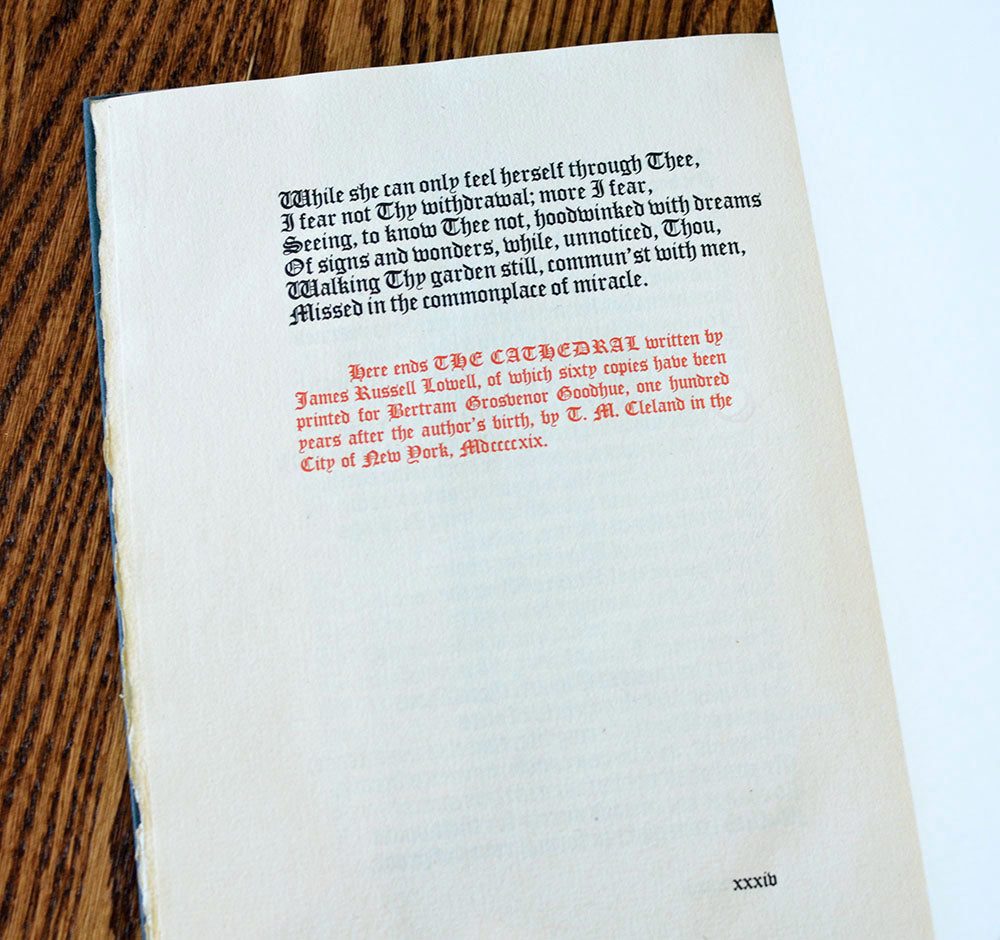 While she can only feel herself through Thee,
I fear not Thy withdrawal; more I fear,
Seeing, to know Thee not, hoodwinked with dreams
Of signs and wonders, while, unnoticed, Thou,
Walking Thy garden still, commun'st with men,
Missed in the commonplace of miracle.
Here ends THE CATHEDRAL written by
James Russell Lowell, of which sixty copies have been
printed for Bertram Grosvenor Goodhue, one hundred
years after the author's birth, by T. M. Cleland in the
City of New York, Mdccccxix.
xxxiv